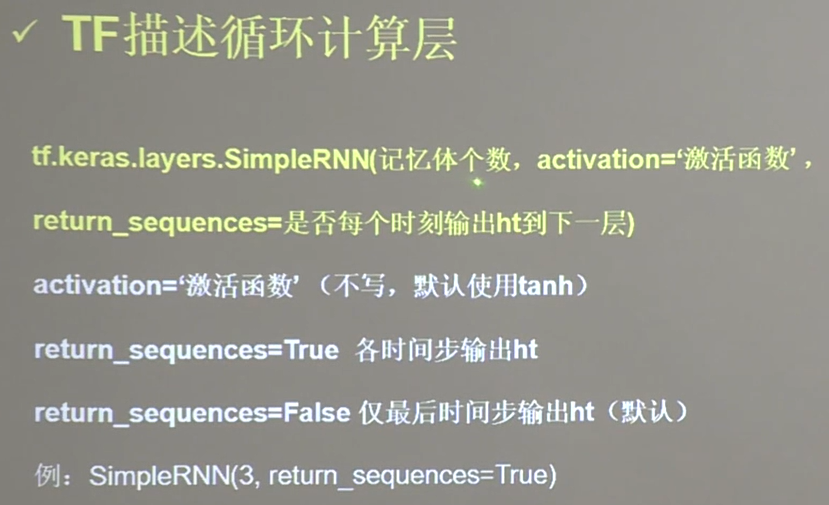 ✓ TF描述循环计算层
tf.keras.layers.SimpleRNN(记忆体个数，activation=‘激活函数’，
return_sequences=是否每个时刻输出ht到下一层)
activation=‘激活函数’（不写，默认使用tanh）
return_sequences=True 各时间步输出ht
return_sequences=False 仅最后时间步输出ht（默认）
例：SimpleRNN(3, return_sequences=True)